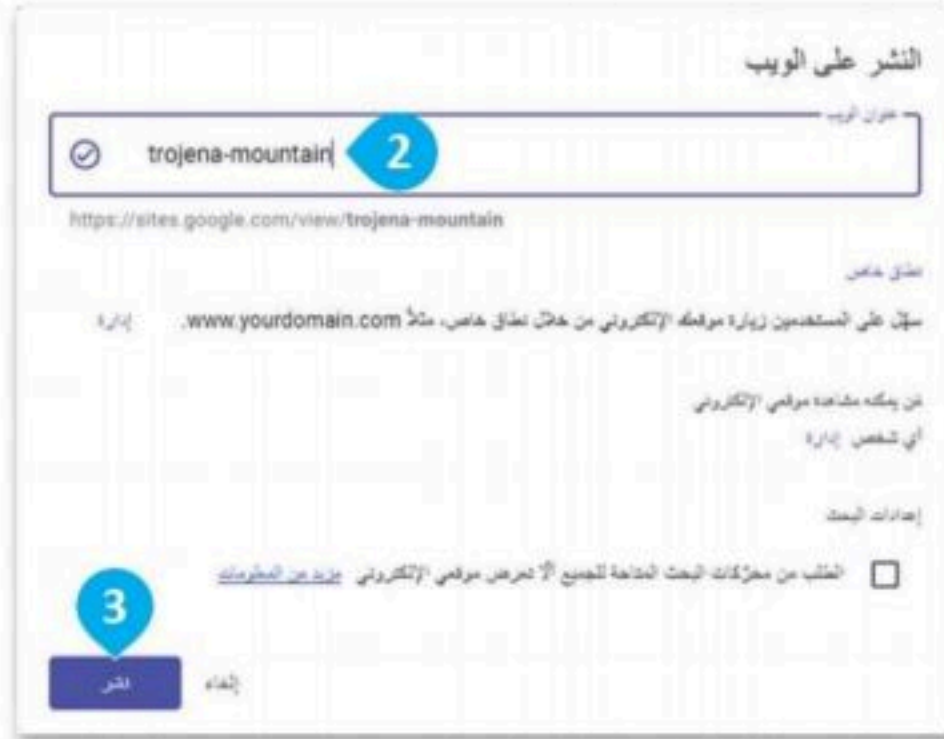 النشر على الويب
عنوان الويب
trojena-mountain
2
https://sites.google.com/view/trojena-mountain
نطاق خاص
سهّل على المستخدمين زيارة موقعك الإلكتروني من خلال نطاق خاص، مثلاً www.yourdomain.com. إدارة
مَن يمكنه مشاهدة موقعي الإلكتروني
أي شخص إدارة
إعدادات البحث
الطلب من محرّكات البحث المتاحة للجميع ألا تعرض موقعي الإلكتروني مزيد من المعلومات
3
إلغاء
نشر